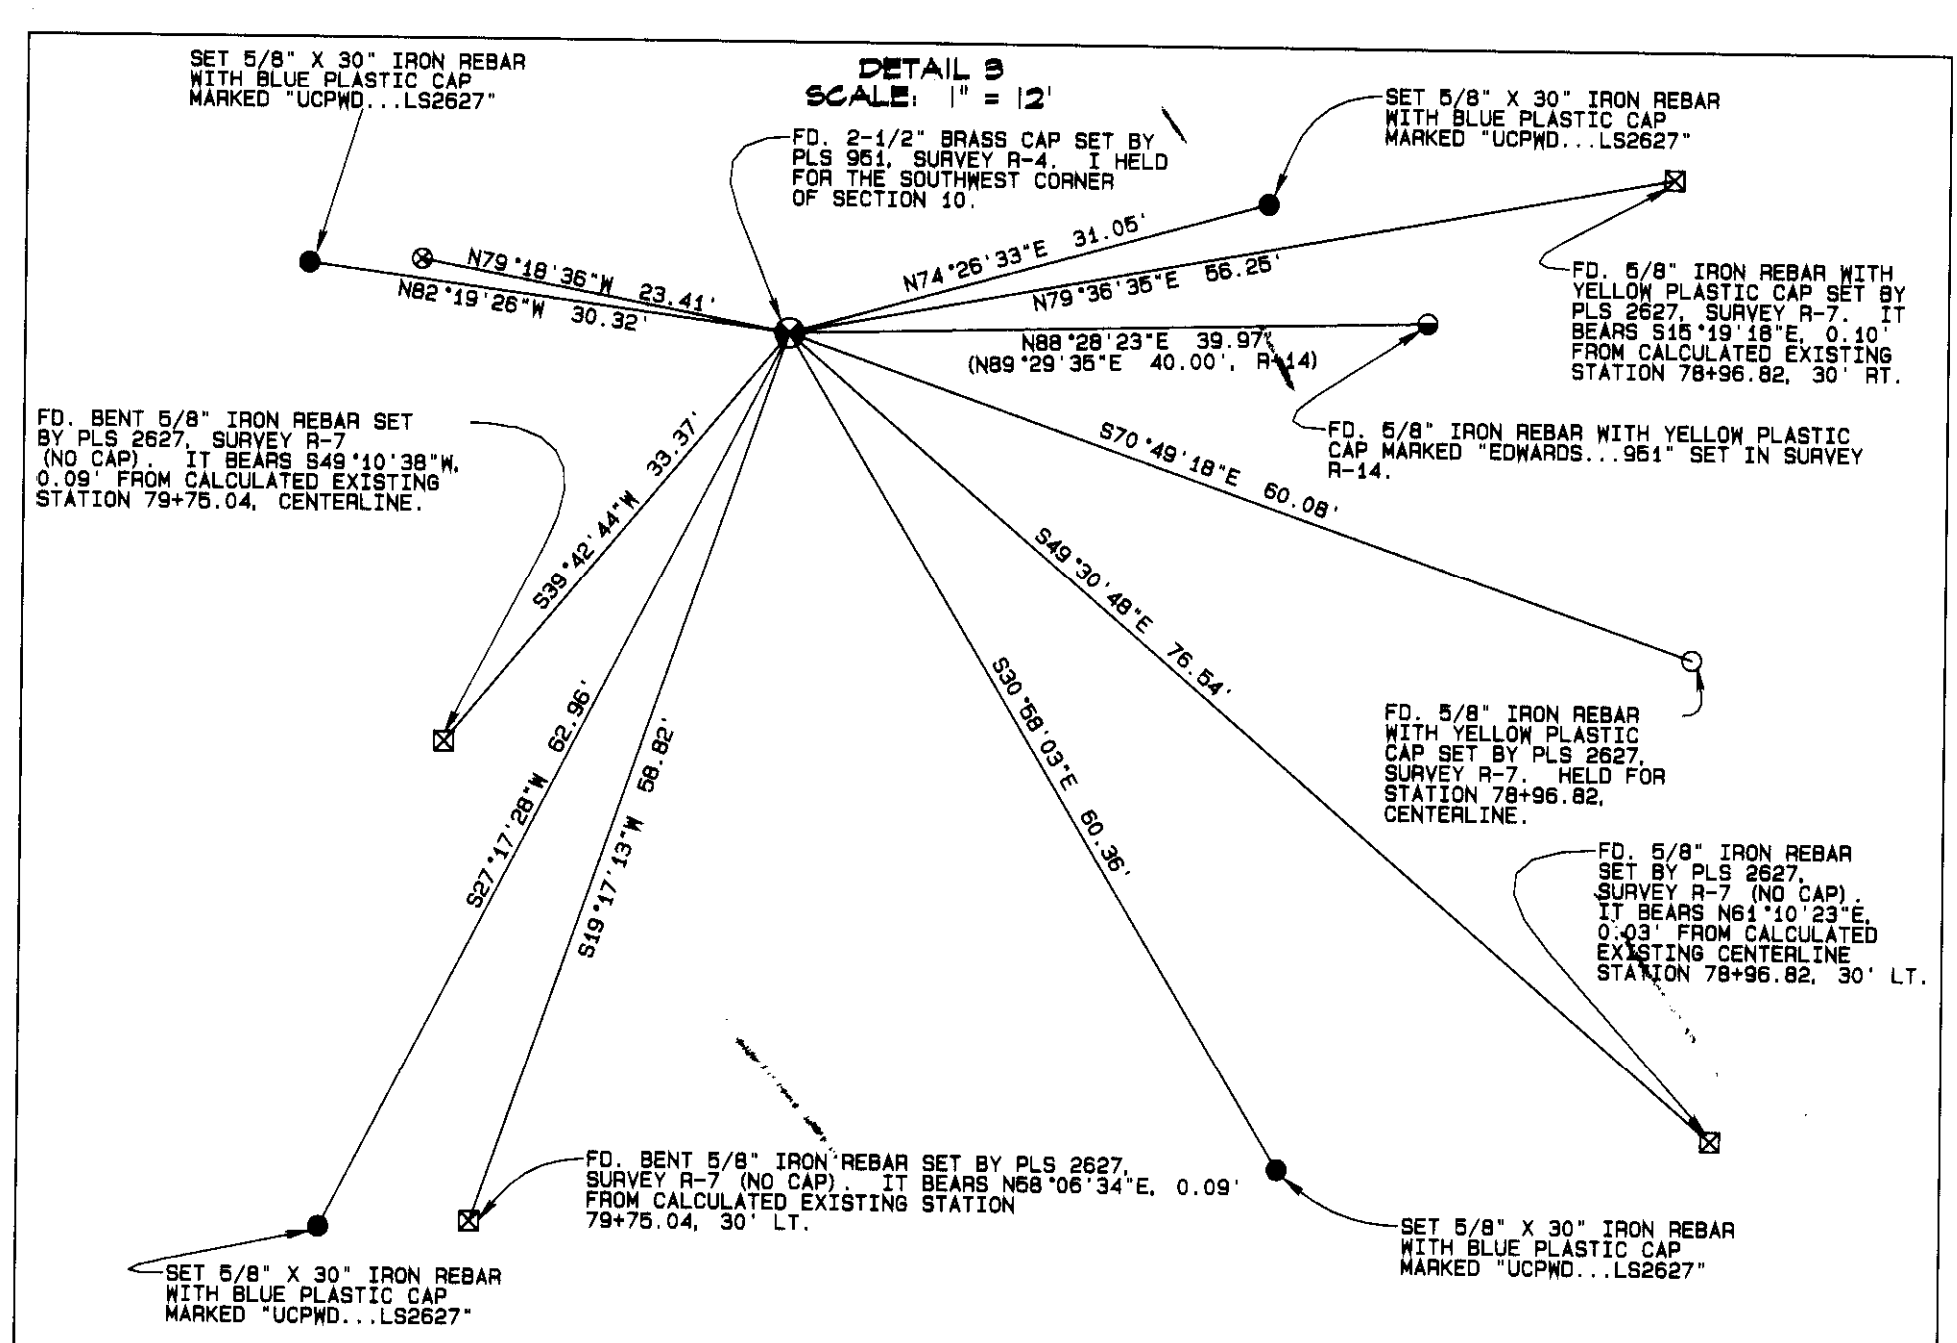 SET 5/8" X 30" IRON REBAR
WITH BLUE PLASTIC CAP
MARKED "UCPWD...LS2627"
DETAIL 3
SCALE: 1" = 12'
FD. 2-1/2" BRASS CAP SET BY
PLS 951, SURVEY R-4. I HELD
FOR THE SOUTHWEST CORNER
OF SECTION 10.
SET 5/8" X 30" IRON REBAR
WITH BLUE PLASTIC CAP
MARKED "UCPWD...LS2627"
N79°18'36"W 23.41'
N82°19'26"W 30.32'
N74°26'33"E 31.05'
N79°36'35"E 56.25'
N88°28'23"E 39.97'
(N89°29'35"E 40.00', R-14)
FD. 5/8" IRON REBAR WITH
YELLOW PLASTIC CAP SET BY
PLS 2627, SURVEY R-7. IT
BEARS S15°19'18"E, 0.10'
FROM CALCULATED EXISTING
STATION 78+96.82, 30' RT.
FD. BENT 5/8" IRON REBAR SET
BY PLS 2627, SURVEY R-7
(NO CAP). IT BEARS S49°10'38"W,
0.09' FROM CALCULATED EXISTING
STATION 79+75.04, CENTERLINE.
FD. 5/8" IRON REBAR WITH YELLOW PLASTIC
CAP MARKED "EDWARDS...951" SET IN SURVEY
R-14.
S39°42'44"W 33.37'
S70°49'18"E 60.08'
S49°30'48"E 76.54'
S30°58'03"E 60.36'
S27°17'28"W 62.96'
S19°17'13"W 58.82'
FD. 5/8" IRON REBAR
WITH YELLOW PLASTIC
CAP SET BY PLS 2627,
SURVEY R-7. HELD FOR
STATION 78+96.82,
CENTERLINE.
FD. 5/8" IRON REBAR
SET BY PLS 2627,
SURVEY R-7 (NO CAP).
IT BEARS N61°10'23"E,
0.03' FROM CALCULATED
EXISTING CENTERLINE
STATION 78+96.82, 30' LT.
FD. BENT 5/8" IRON REBAR SET BY PLS 2627,
SURVEY R-7 (NO CAP). IT BEARS N58°06'34"E, 0.09'
FROM CALCULATED EXISTING STATION
79+75.04, 30' LT.
SET 5/8" X 30" IRON REBAR
WITH BLUE PLASTIC CAP
MARKED "UCPWD...LS2627"
SET 5/8" X 30" IRON REBAR
WITH BLUE PLASTIC CAP
MARKED "UCPWD...LS2627"